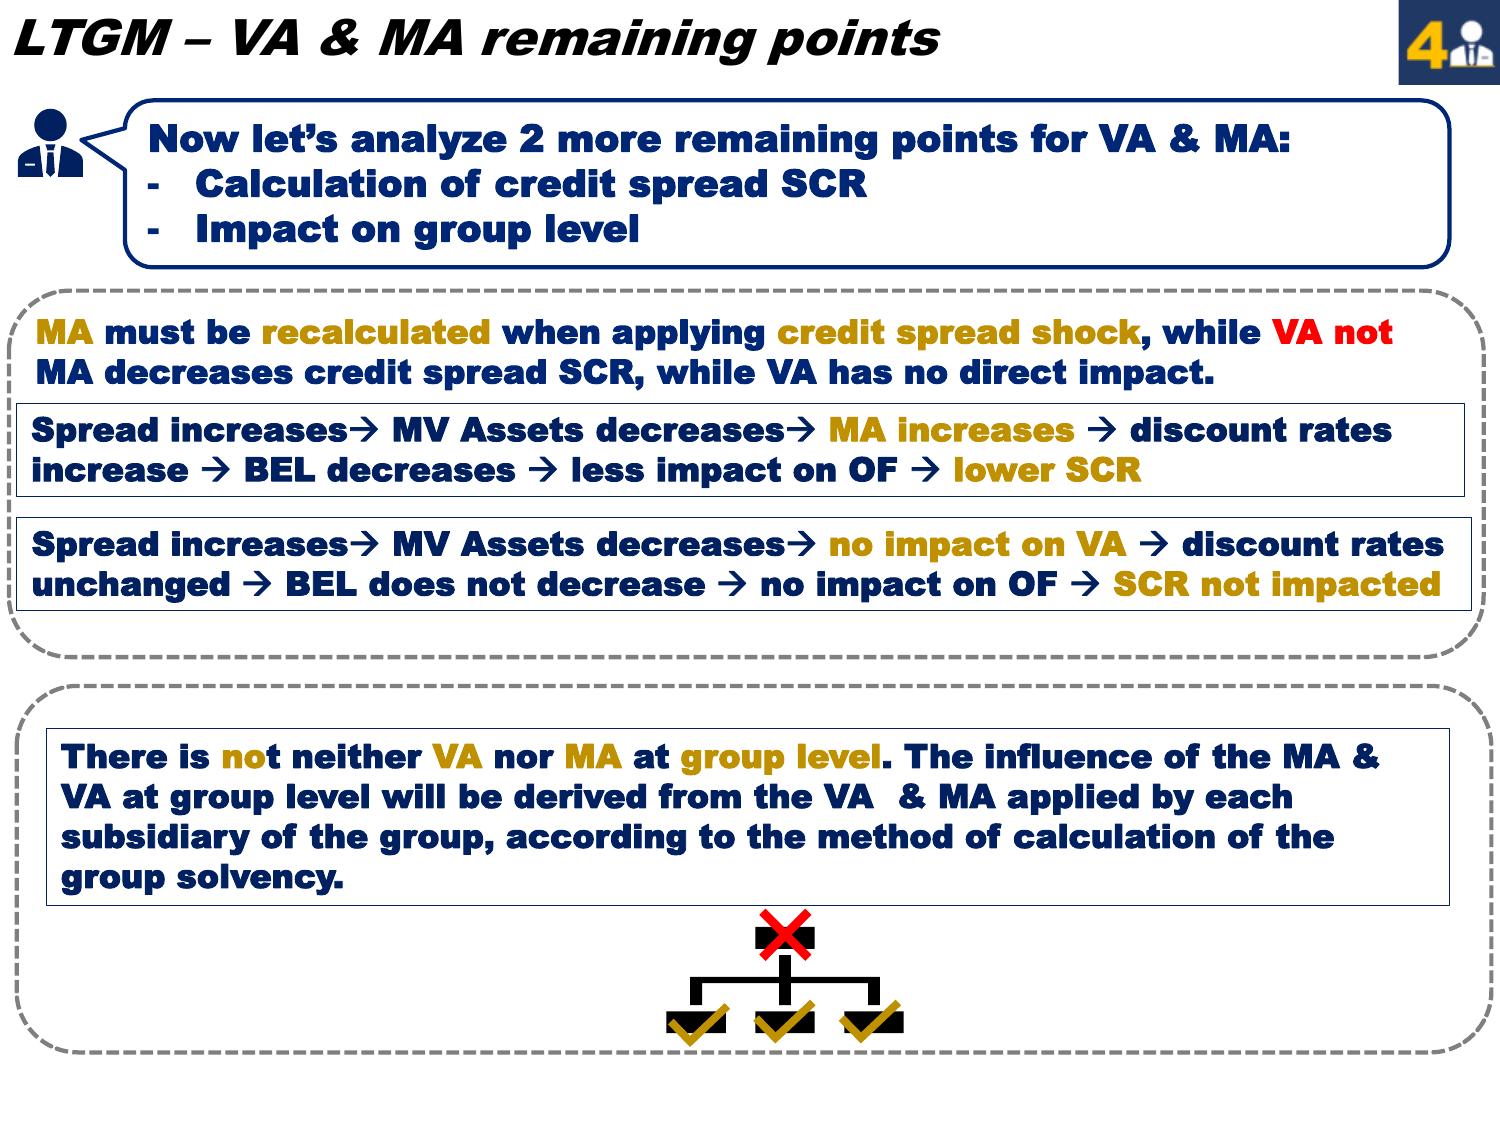 LTGM – VA & MA remaining points
4
Now let’s analyze 2 more remaining points for VA & MA:
- Calculation of credit spread SCR
- Impact on group level
MA must be recalculated when applying credit spread shock, while VA not
MA decreases credit spread SCR, while VA has no direct impact.
Spread increases→ MV Assets decreases→ MA increases → discount rates
increase → BEL decreases → less impact on OF → lower SCR
Spread increases→ MV Assets decreases→ no impact on VA → discount rates
unchanged → BEL does not decrease → no impact on OF → SCR not impacted
There is not neither VA nor MA at group level. The influence of the MA &
VA at group level will be derived from the VA & MA applied by each
subsidiary of the group, according to the method of calculation of the
group solvency.